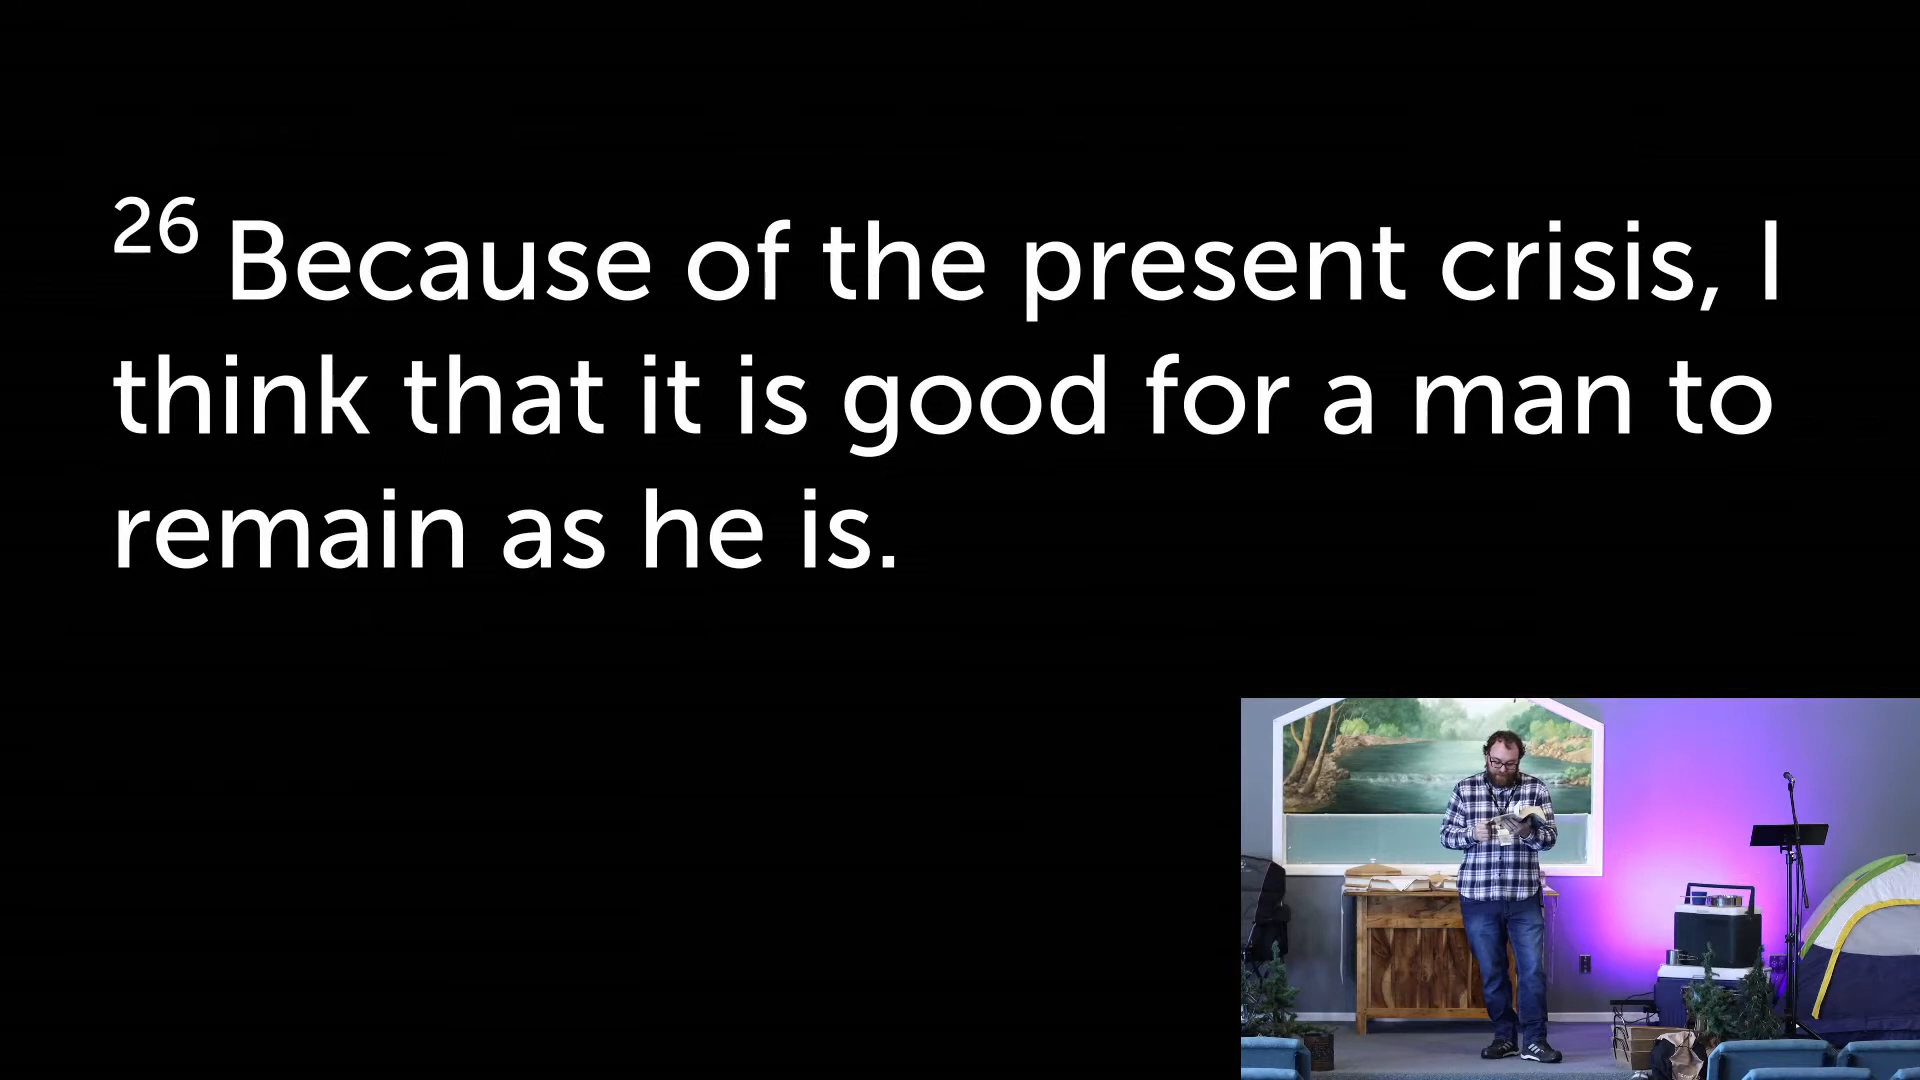 26 Because of the present crisis, I
think that it is good for a man to
remain as he is.